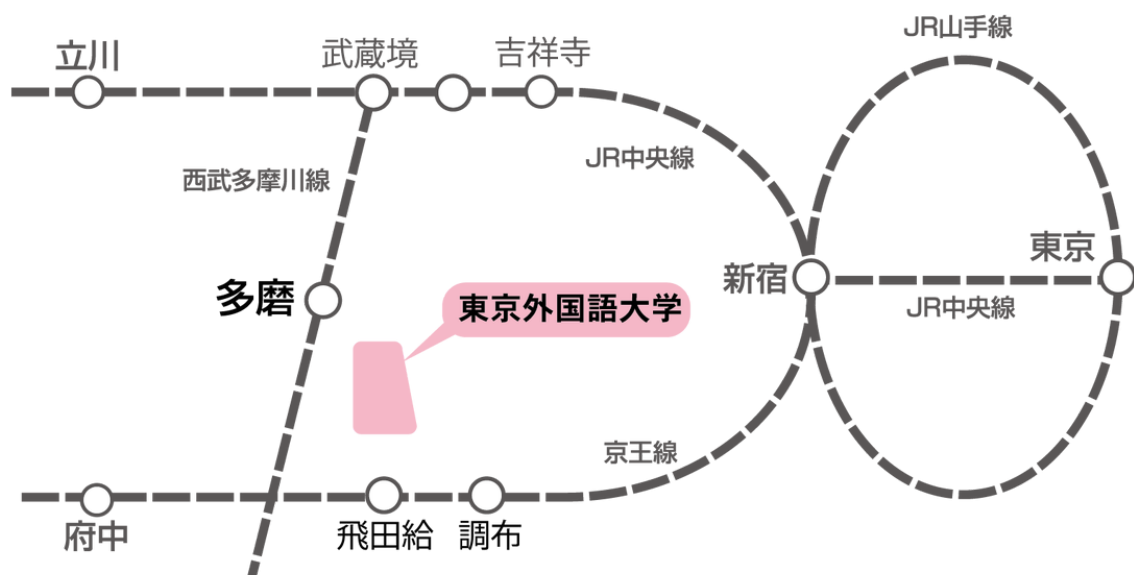 JR山手線
立川
武蔵境
吉祥寺
JR中央線
西武多摩川線
東京
新宿
多磨
東京外国語大学
JR中央線
京王線
府中
飛田給
調布